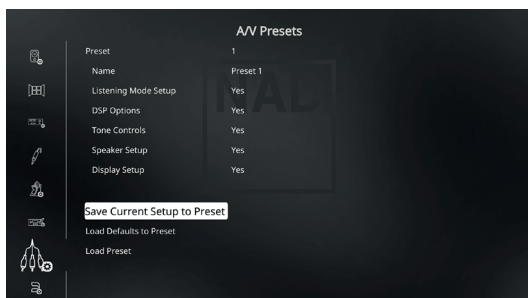 A/V Presets
Preset 1
Name Preset 1
Listening Mode Setup Yes
DSP Options Yes
Tone Controls Yes
Speaker Setup Yes
Display Setup Yes
Save Current Setup to Preset
Load Defaults to Preset
Load Preset
NAD